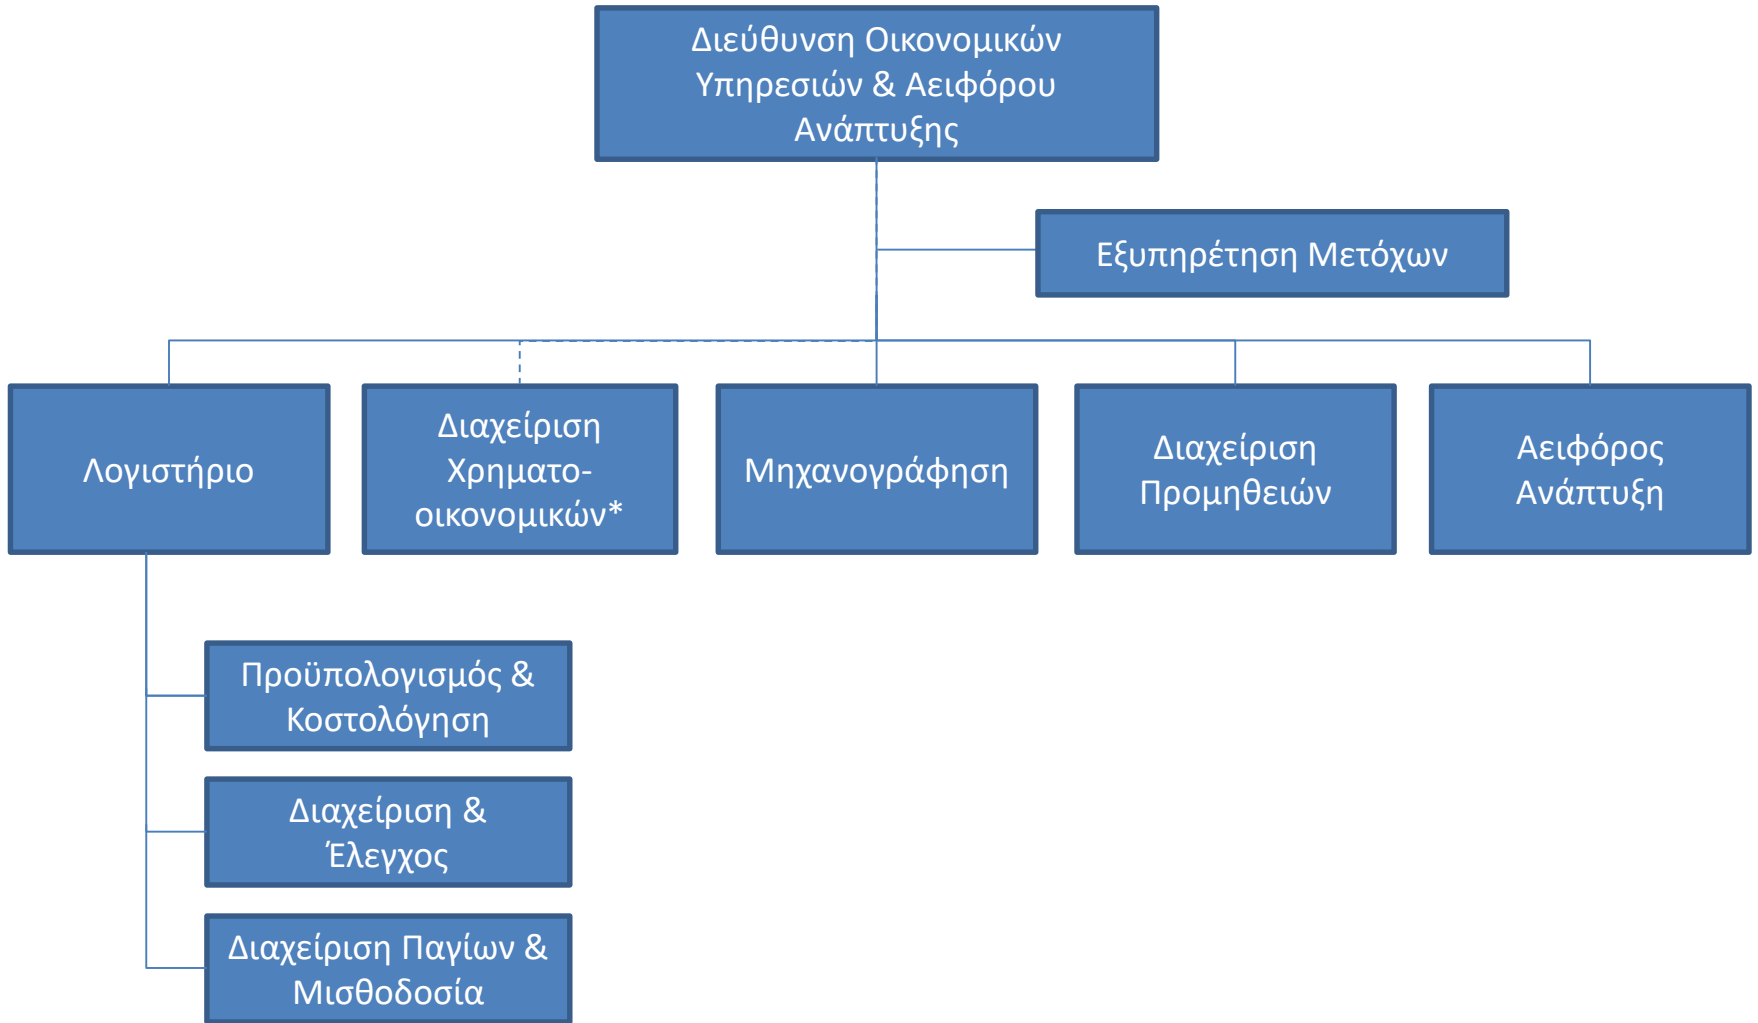 Διεύθυνση Οικονομικών
Υπηρεσιών & Αειφόρου
Ανάπτυξης
Εξυπηρέτηση Μετόχων
Λογιστήριο
Διαχείριση
Χρηματο-
οικονομικών*
Μηχανογράφηση
Διαχείριση
Προμηθειών
Αειφόρος
Ανάπτυξη
Προϋπολογισμός &
Κοστολόγηση
Διαχείριση &
Έλεγχος
Διαχείριση Παγίων &
Μισθοδοσία